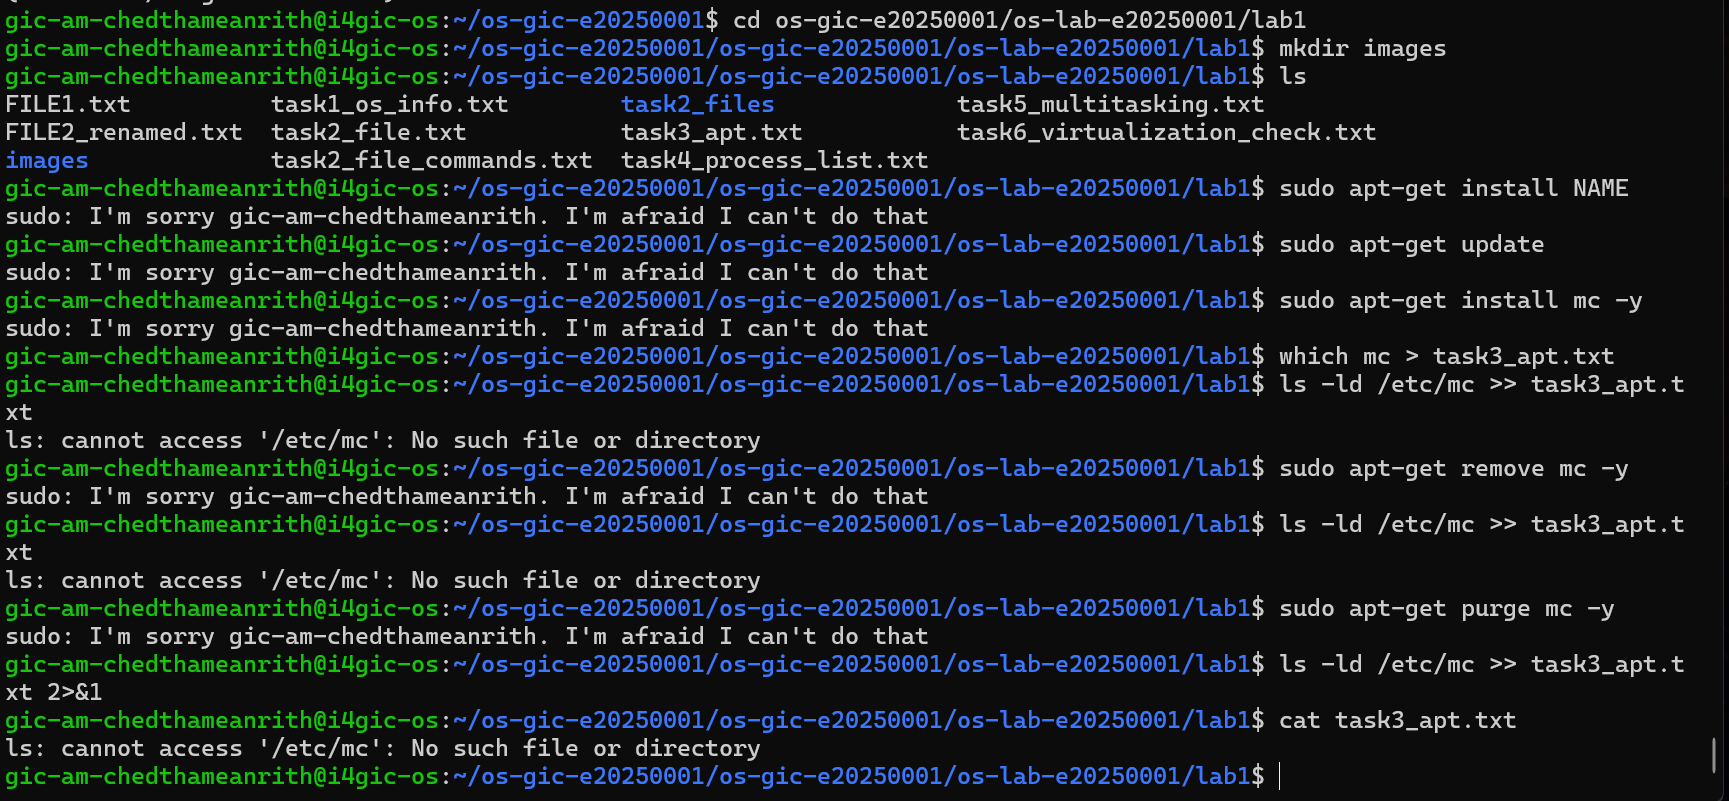 gic-am-chedthameanrith@i4gic-os:~/os-gic-e20250001$ cd os-gic-e20250001/os-lab-e20250001/lab1
gic-am-chedthameanrith@i4gic-os:~/os-gic-e20250001/os-gic-e20250001/os-lab-e20250001/lab1$ mkdir images
gic-am-chedthameanrith@i4gic-os:~/os-gic-e20250001/os-gic-e20250001/os-lab-e20250001/lab1$ ls
FILE1.txt          task1_os_info.txt        task2_files             task5_multitasking.txt
FILE2_renamed.txt  task2_file.txt           task3_apt.txt           task6_virtualization_check.txt
images             task2_file_commands.txt  task4_process_list.txt
gic-am-chedthameanrith@i4gic-os:~/os-gic-e20250001/os-gic-e20250001/os-lab-e20250001/lab1$ sudo apt-get install NAME
sudo: I'm sorry gic-am-chedthameanrith. I'm afraid I can't do that
gic-am-chedthameanrith@i4gic-os:~/os-gic-e20250001/os-gic-e20250001/os-lab-e20250001/lab1$ sudo apt-get update
sudo: I'm sorry gic-am-chedthameanrith. I'm afraid I can't do that
gic-am-chedthameanrith@i4gic-os:~/os-gic-e20250001/os-gic-e20250001/os-lab-e20250001/lab1$ sudo apt-get install mc -y
sudo: I'm sorry gic-am-chedthameanrith. I'm afraid I can't do that
gic-am-chedthameanrith@i4gic-os:~/os-gic-e20250001/os-gic-e20250001/os-lab-e20250001/lab1$ which mc > task3_apt.txt
gic-am-chedthameanrith@i4gic-os:~/os-gic-e20250001/os-gic-e20250001/os-lab-e20250001/lab1$ ls -ld /etc/mc >> task3_apt.t
xt
ls: cannot access '/etc/mc': No such file or directory
gic-am-chedthameanrith@i4gic-os:~/os-gic-e20250001/os-gic-e20250001/os-lab-e20250001/lab1$ sudo apt-get remove mc -y
sudo: I'm sorry gic-am-chedthameanrith. I'm afraid I can't do that
gic-am-chedthameanrith@i4gic-os:~/os-gic-e20250001/os-gic-e20250001/os-lab-e20250001/lab1$ ls -ld /etc/mc >> task3_apt.t
xt
ls: cannot access '/etc/mc': No such file or directory
gic-am-chedthameanrith@i4gic-os:~/os-gic-e20250001/os-gic-e20250001/os-lab-e20250001/lab1$ sudo apt-get purge mc -y
sudo: I'm sorry gic-am-chedthameanrith. I'm afraid I can't do that
gic-am-chedthameanrith@i4gic-os:~/os-gic-e20250001/os-gic-e20250001/os-lab-e20250001/lab1$ ls -ld /etc/mc >> task3_apt.t
xt 2>&1
gic-am-chedthameanrith@i4gic-os:~/os-gic-e20250001/os-gic-e20250001/os-lab-e20250001/lab1$ cat task3_apt.txt
ls: cannot access '/etc/mc': No such file or directory
gic-am-chedthameanrith@i4gic-os:~/os-gic-e20250001/os-gic-e20250001/os-lab-e20250001/lab1$